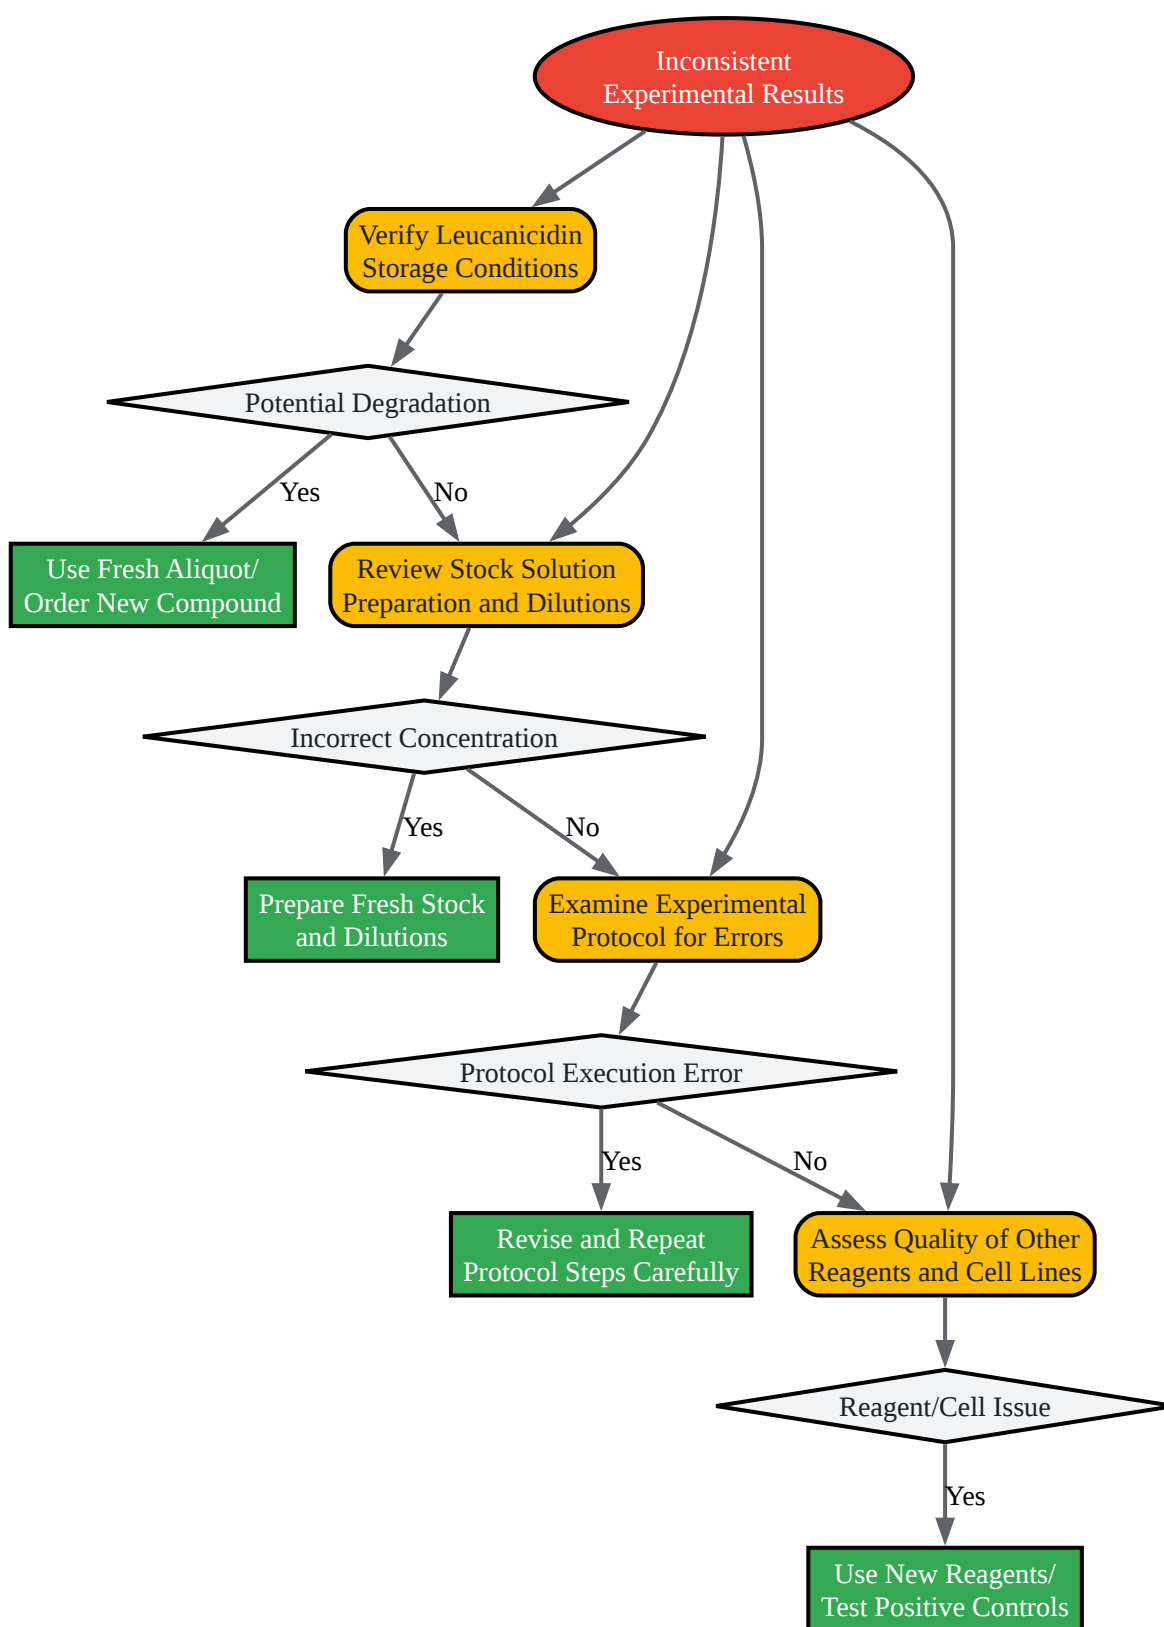 Inconsistent
Experimental Results
Verify Leucanicidin
Storage Conditions
Potential Degradation
Yes
No
Use Fresh Aliquot/
Order New Compound
Review Stock Solution
Preparation and Dilutions
Incorrect Concentration
Yes
No
Prepare Fresh Stock
and Dilutions
Examine Experimental
Protocol for Errors
Protocol Execution Error
Yes
No
Revise and Repeat
Protocol Steps Carefully
Assess Quality of Other
Reagents and Cell Lines
Reagent/Cell Issue
Yes
Use New Reagents/
Test Positive Controls